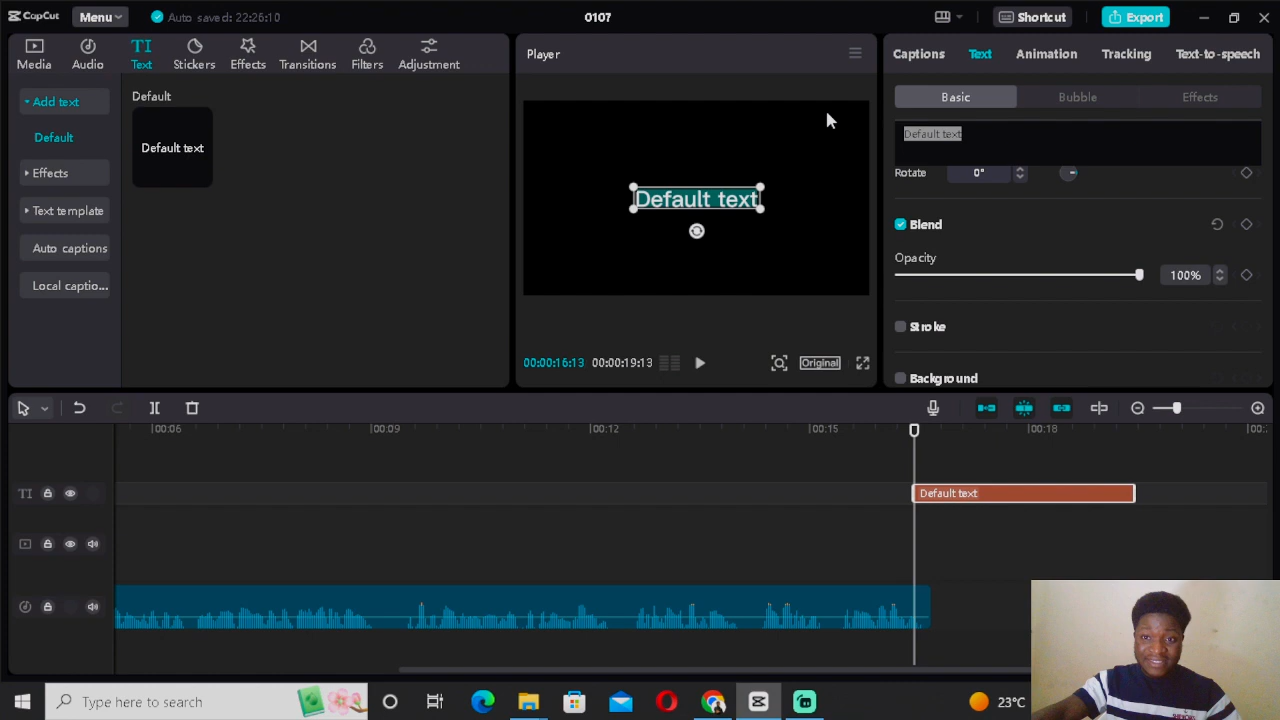 CapCut
Menu
Auto saved: 22:26:10
0107
Shortcut
Export
Media
Audio
Text
Stickers
Effects
Transitions
Filters
Adjustment
Add text
Default
Effects
Text template
Auto captions
Local captio...
Default
Default text
Player
Default text
00:00:16:13
00:00:19:13
Original
Captions
Text
Animation
Tracking
Text-to-speech
Basic
Bubble
Effects
Default text
Rotate
0°
Blend
Opacity
100%
Stroke
Background
00:06
00:09
00:12
00:15
00:18
TI
Default text
Type here to search
23°C